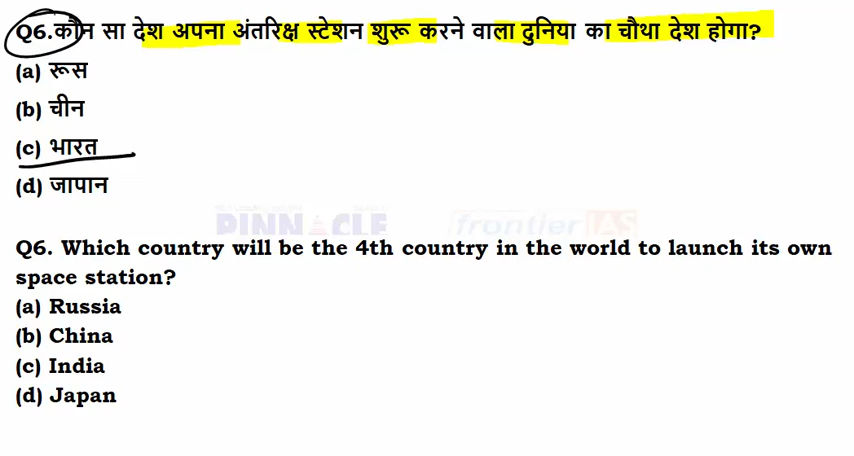 Q6.कौन सा देश अपना अंतरिक्ष स्टेशन शुरू करने वाला दुनिया का चौथा देश होगा?
(a) रूस
(b) चीन
(c) भारत
(d) जापान
PINNACLE frontier IAS
Q6. Which country will be the 4th country in the world to launch its own
space station?
(a) Russia
(b) China
(c) India
(d) Japan